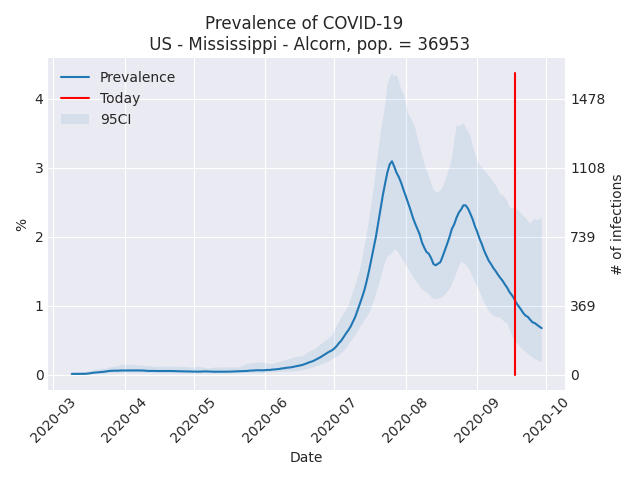 Prevalence of COVID-19
US - Mississippi - Alcorn, pop. = 36953
Prevalence
Today
95CI
4
3
2
1
0
%
1478
1108
739
369
0
# of infections
2020-03
2020-04
2020-05
2020-06
2020-07
2020-08
2020-09
2020-10
Date